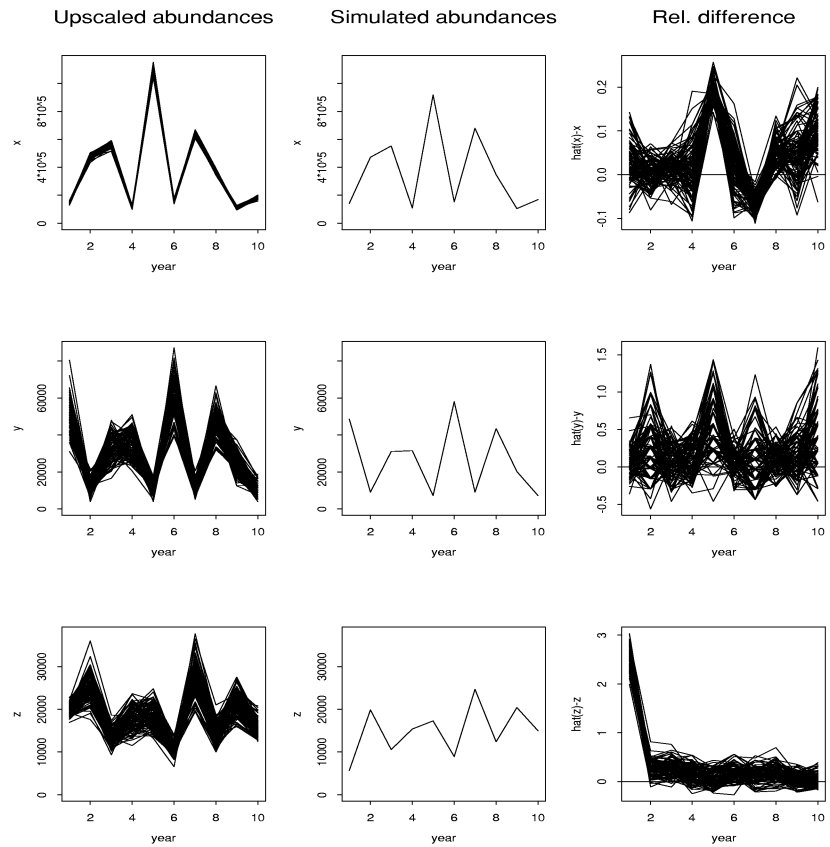 Upscaled abundances Simulated abundances Rel. difference
x
0 4*10^5 8*10^5
2 4 6 8 10
year
x
0 4*10^5 8*10^5
2 4 6 8 10
year
hat(x)-x
-0.1 0.0 0.1 0.2
2 4 6 8 10
year
y
0 20000 60000
2 4 6 8 10
year
y
0 20000 60000
2 4 6 8 10
year
hat(y)-y
-0.5 0.0 0.5 1.0 1.5
2 4 6 8 10
year
z
0 10000 20000 30000
2 4 6 8 10
year
z
0 10000 20000 30000
2 4 6 8 10
year
hat(z)-z
0 1 2 3
2 4 6 8 10
year